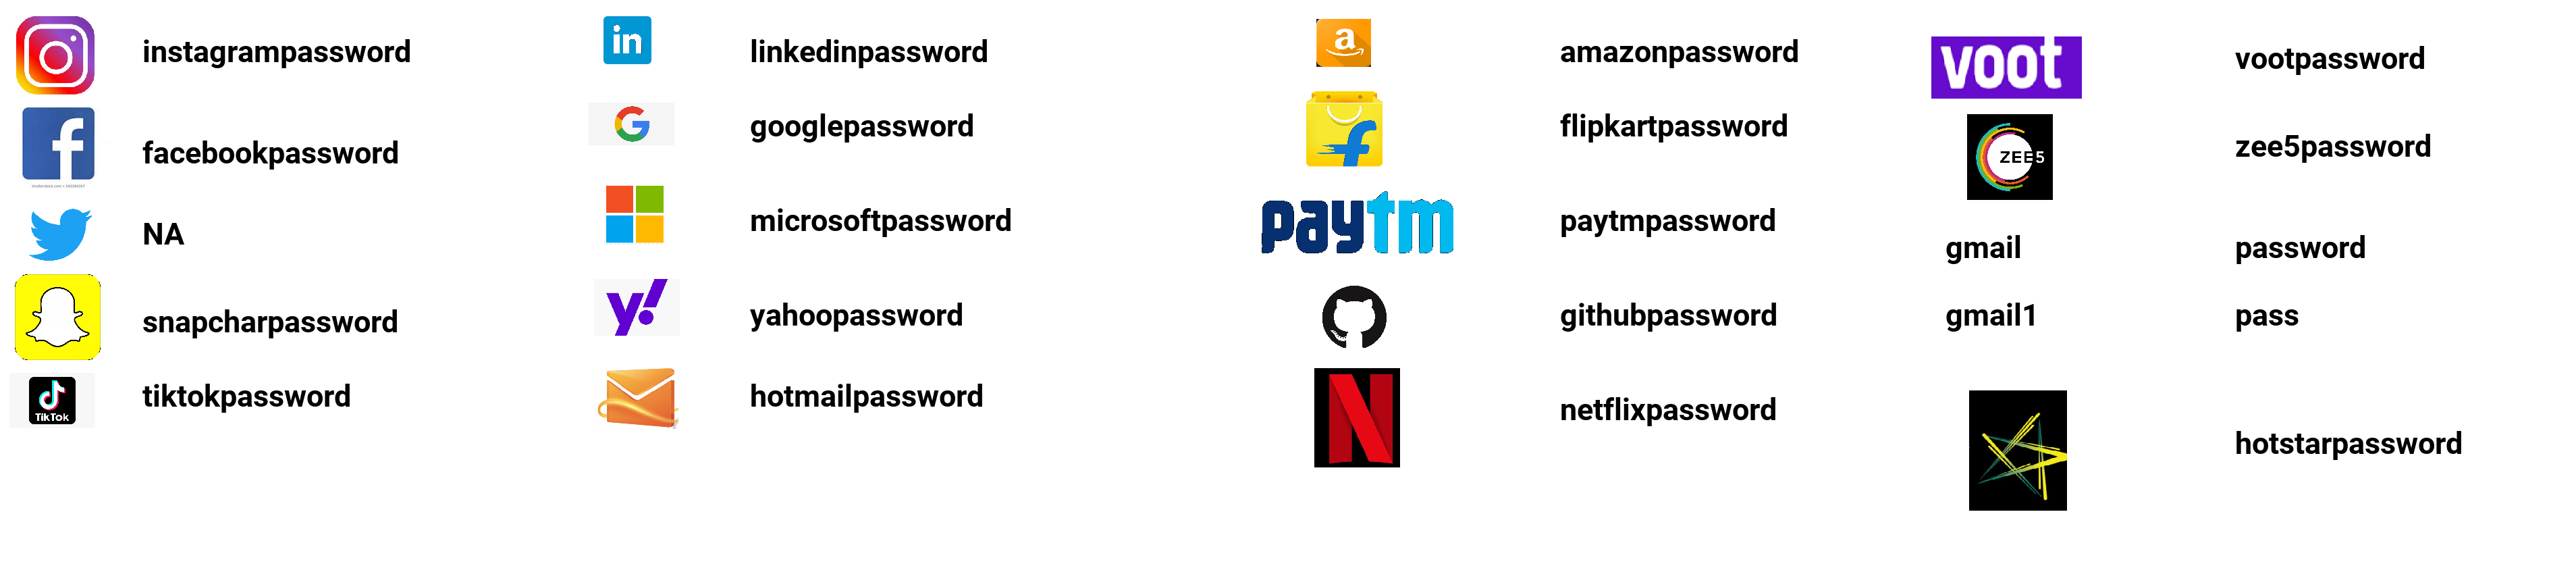 instagrampassword
facebookpassword
NA
snapcharpassword
TikTok
tiktokpassword
in
linkedinpassword
googlepassword
microsoftpassword
y!
yahoopassword
hotmailpassword
a
amazonpassword
f
flipkartpassword
paytm
paytmpassword
githubpassword
N
netflixpassword
voot
vootpassword
ZEE5
zee5password
gmail
password
gmail1
pass
hotstarpassword